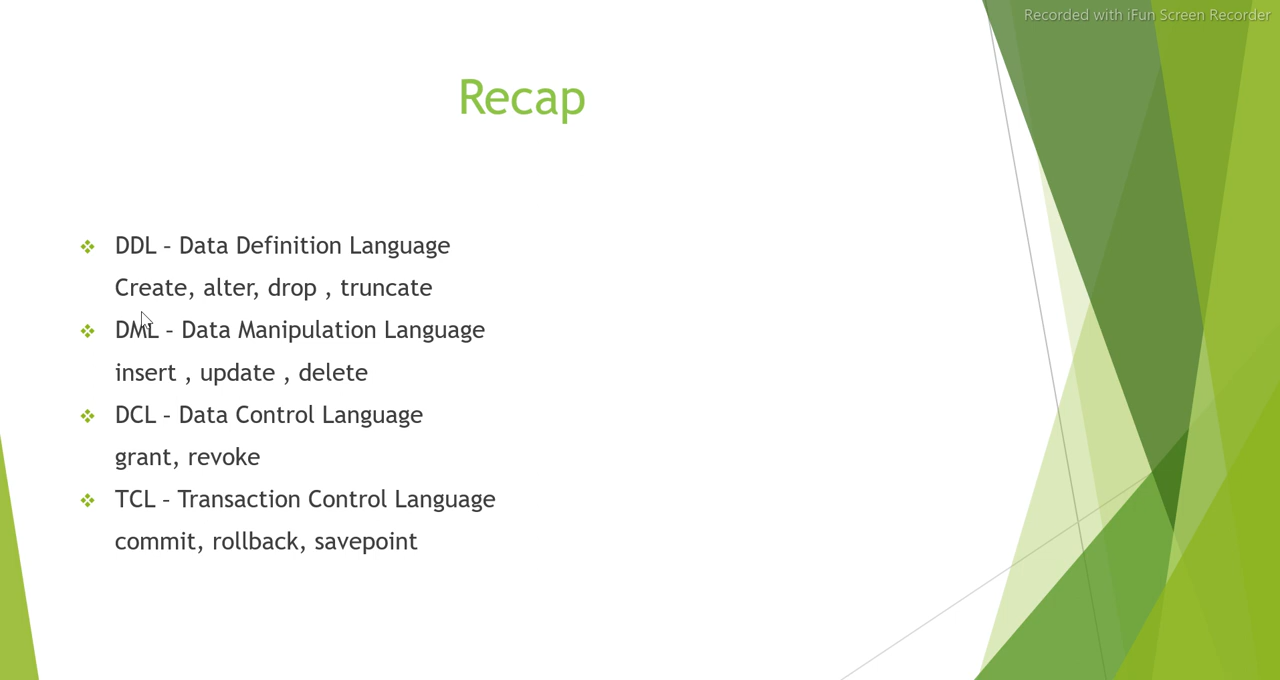 Recorded with iFun Screen Recorder
Recap
DDL – Data Definition Language
Create, alter, drop , truncate
DML – Data Manipulation Language
insert , update , delete
DCL – Data Control Language
grant, revoke
TCL – Transaction Control Language
commit, rollback, savepoint